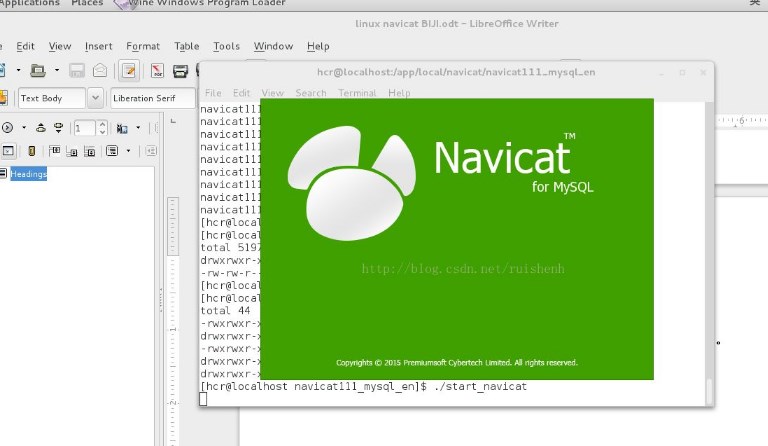 Applications Places Wine Windows Program Loader 英
linux navicat BIJI.odt – LibreOffice Writer
Edit View Insert Format Table Tools Window Help
Text Body Liberation Serif
1
Headings
hcr@localhost:/app/local/navicat/navicat111_mysql_en
File Edit View Search Terminal Help
navicat111
navicat111
navicat111
navicat111
navicat111
navicat111
navicat111
navicat111
navicat111
[hcr@local
[hcr@local
total 5197
drwxrwxr-x
-rw-rw-r--
[hcr@local
[hcr@local
total 44
-rwxrwxr-x
drwxrwxr-x
-rwxrwxr-x
drwxrwxr-x
drwxrwxr-x
[hcr@localhost navicat111_mysql_en]$ ./start_navicat
Navicat™
for MySQL
http://blog.csdn.net/ruishenh
Copyrights © 2015 Premiumsoft Cybertech Limited. All rights reserved.
6
1
2